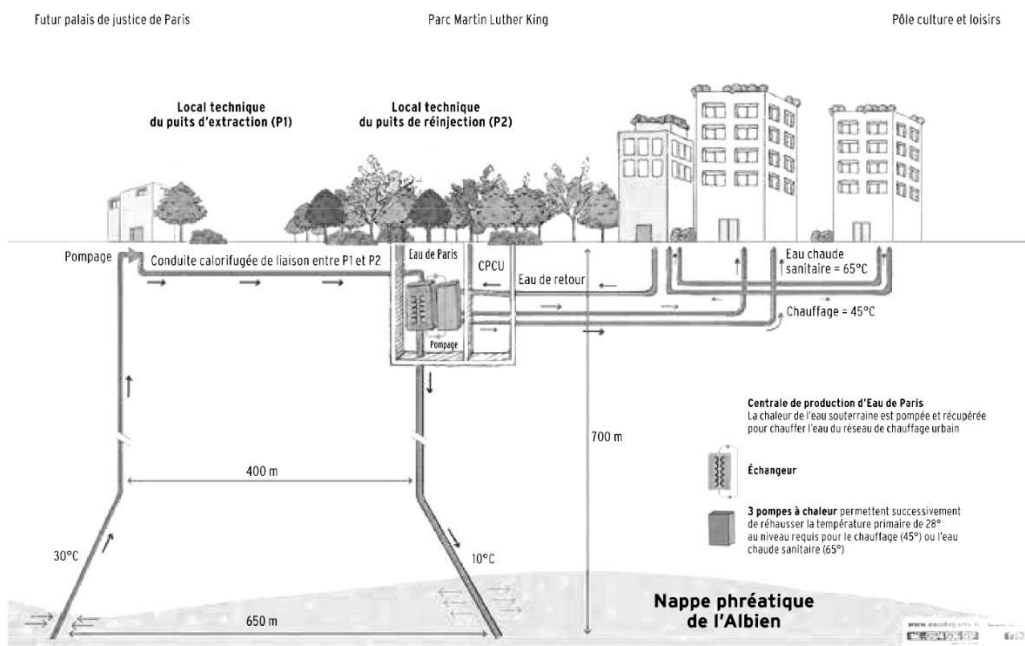 Futur palais de justice de Paris
Parc Martin Luther King
Pôle culture et loisirs
Local technique
du puits d'extraction (P1)
Local technique
du puits de réinjection (P2)
Pompage
Conduite calorifugée de liaison entre P1 et P2
Eau de Paris
CPCU
Eau de retour
Eau chaude
sanitaire = 65°C
Chauffage = 45°C
Pompage
Centrale de production d'Eau de Paris
La chaleur de l'eau souterraine est pompée et récupérée
pour chauffer l'eau du réseau de chauffage urbain
700 m
400 m
Échangeur
3 pompes à chaleur permettent successivement
de réhausser la température primaire de 28°
au niveau requis pour le chauffage (45°) ou l'eau
chaude sanitaire (65°)
30°C
10°C
650 m
Nappe phréatique
de l'Albien